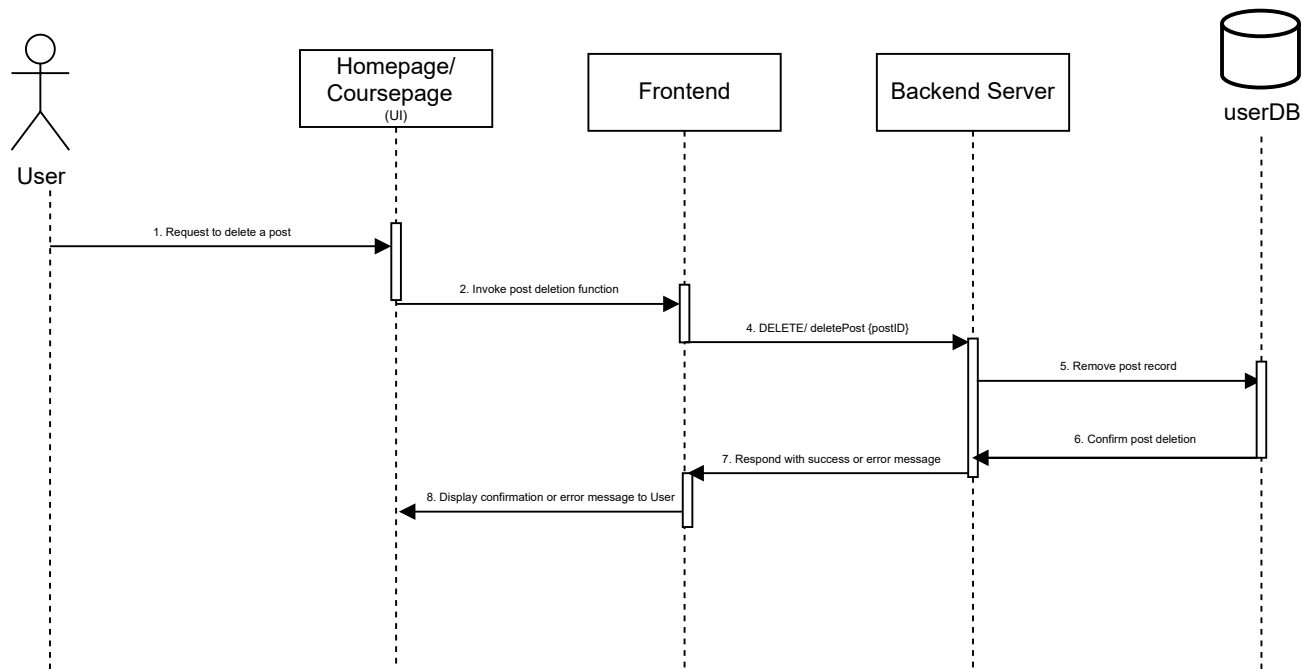 Homepage/
Coursepage
(UI)
Frontend
Backend Server
userDB
User
1. Request to delete a post
2. Invoke post deletion function
4. DELETE/ deletePost {postID}
5. Remove post record
6. Confirm post deletion
7. Respond with success or error message
8. Display confirmation or error message to User